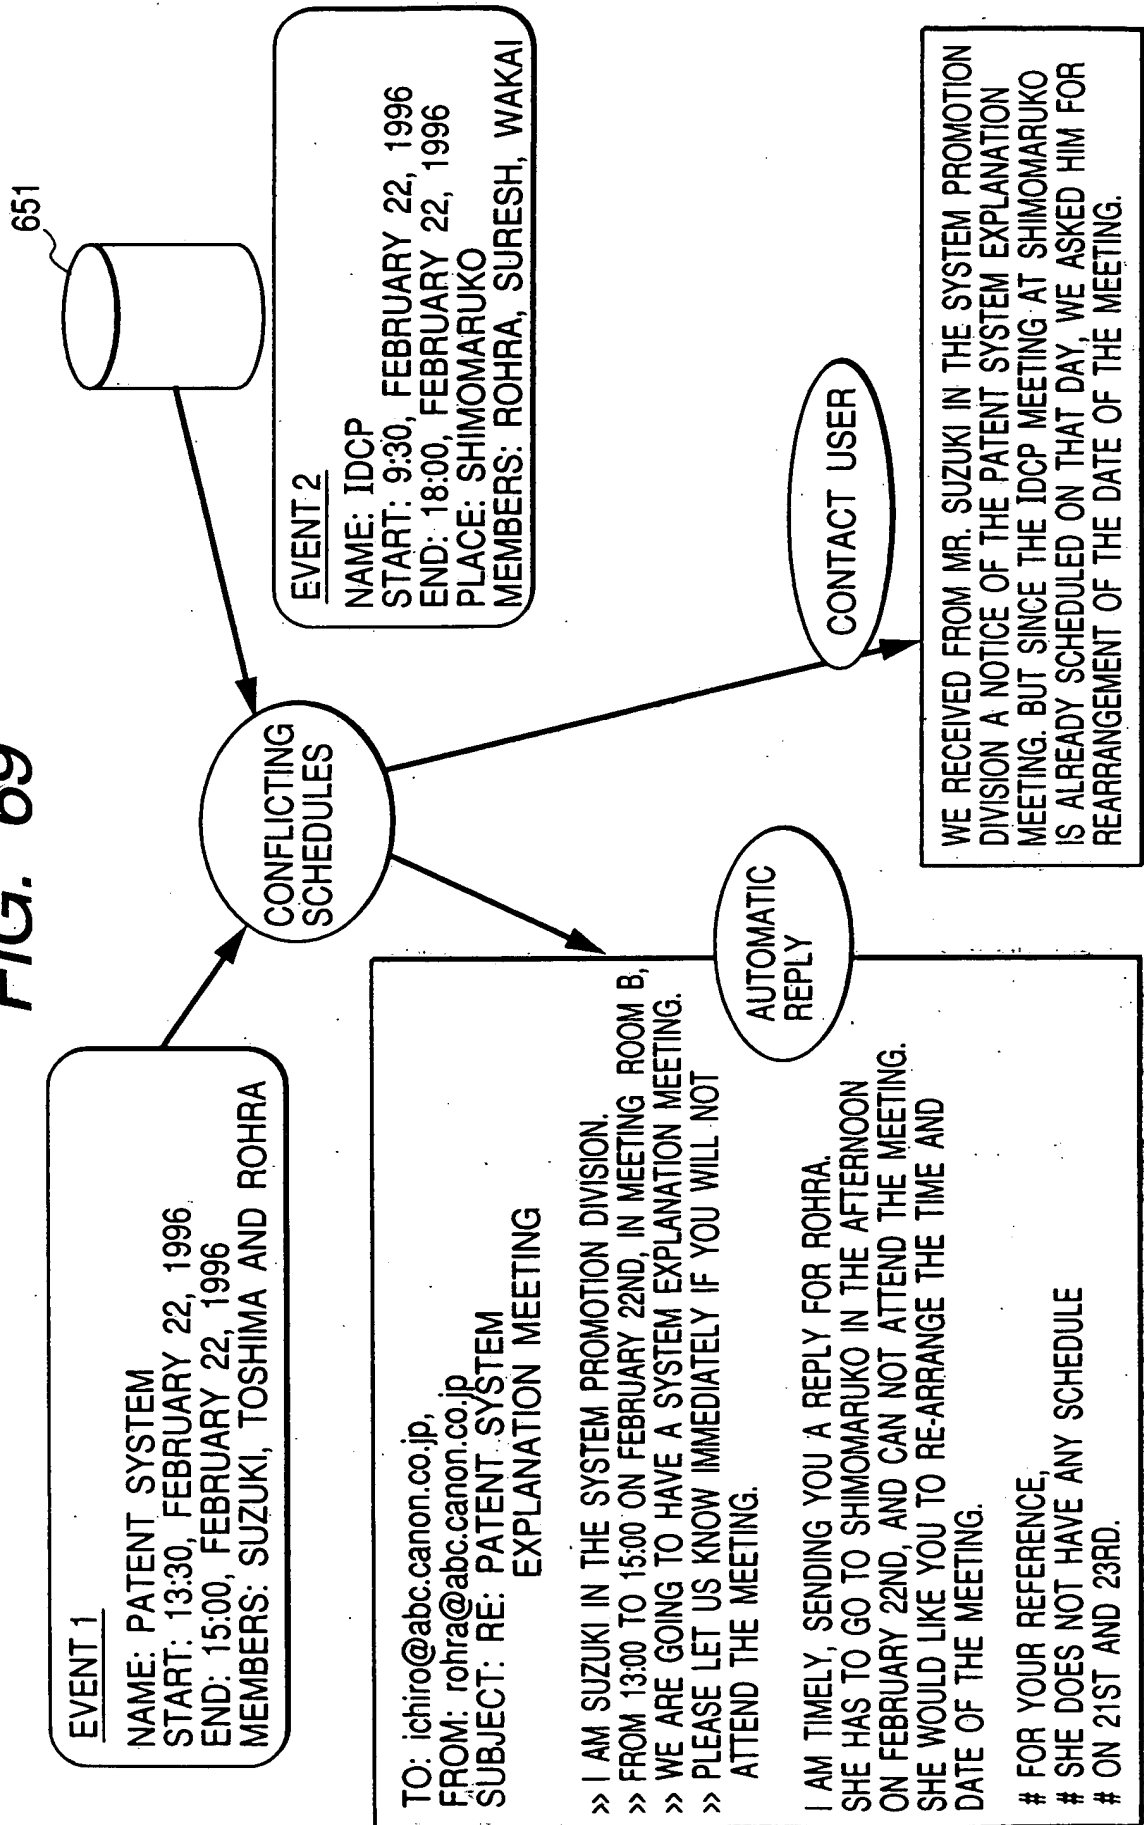 FIG. 69
EVENT 1
NAME: PATENT SYSTEM
START: 13:30, FEBRUARY 22, 1996
END: 15:00, FEBRUARY 22, 1996
MEMBERS: SUZUKI, TOSHIMA AND ROHRA
651
CONFLICTING
SCHEDULES
EVENT 2
NAME: IDCP
START: 9:30, FEBRUARY 22, 1996
END: 18:00, FEBRUARY 22, 1996
PLACE: SHIMOMARUKO
MEMBERS: ROHRA, SURESH, WAKAI
TO: ichiro@abc.canon.co.jp,
FROM: rohra@abc.canon.co.jp
SUBJECT: RE: PATENT SYSTEM
EXPLANATION MEETING
>> I AM SUZUKI IN THE SYSTEM PROMOTION DIVISION.
>> FROM 13:00 TO 15:00 ON FEBRUARY 22ND, IN MEETING ROOM B,
>> WE ARE GOING TO HAVE A SYSTEM EXPLANATION MEETING.
>> PLEASE LET US KNOW IMMEDIATELY IF YOU WILL NOT
ATTEND THE MEETING.
I AM TIMELY, SENDING YOU A REPLY FOR ROHRA.
SHE HAS TO GO TO SHIMOMARUKO IN THE AFTERNOON
ON FEBRUARY 22ND, AND CAN NOT ATTEND THE MEETING.
SHE WOULD LIKE YOU TO RE-ARRANGE THE TIME AND
DATE OF THE MEETING.
# FOR YOUR REFERENCE,
# SHE DOES NOT HAVE ANY SCHEDULE
# ON 21ST AND 23RD.
AUTOMATIC
REPLY
CONTACT USER
WE RECEIVED FROM MR. SUZUKI IN THE SYSTEM PROMOTION
DIVISION A NOTICE OF THE PATENT SYSTEM EXPLANATION
MEETING. BUT SINCE THE IDCP MEETING AT SHIMOMARUKO
IS ALREADY SCHEDULED ON THAT DAY, WE ASKED HIM FOR
REARRANGEMENT OF THE DATE OF THE MEETING.